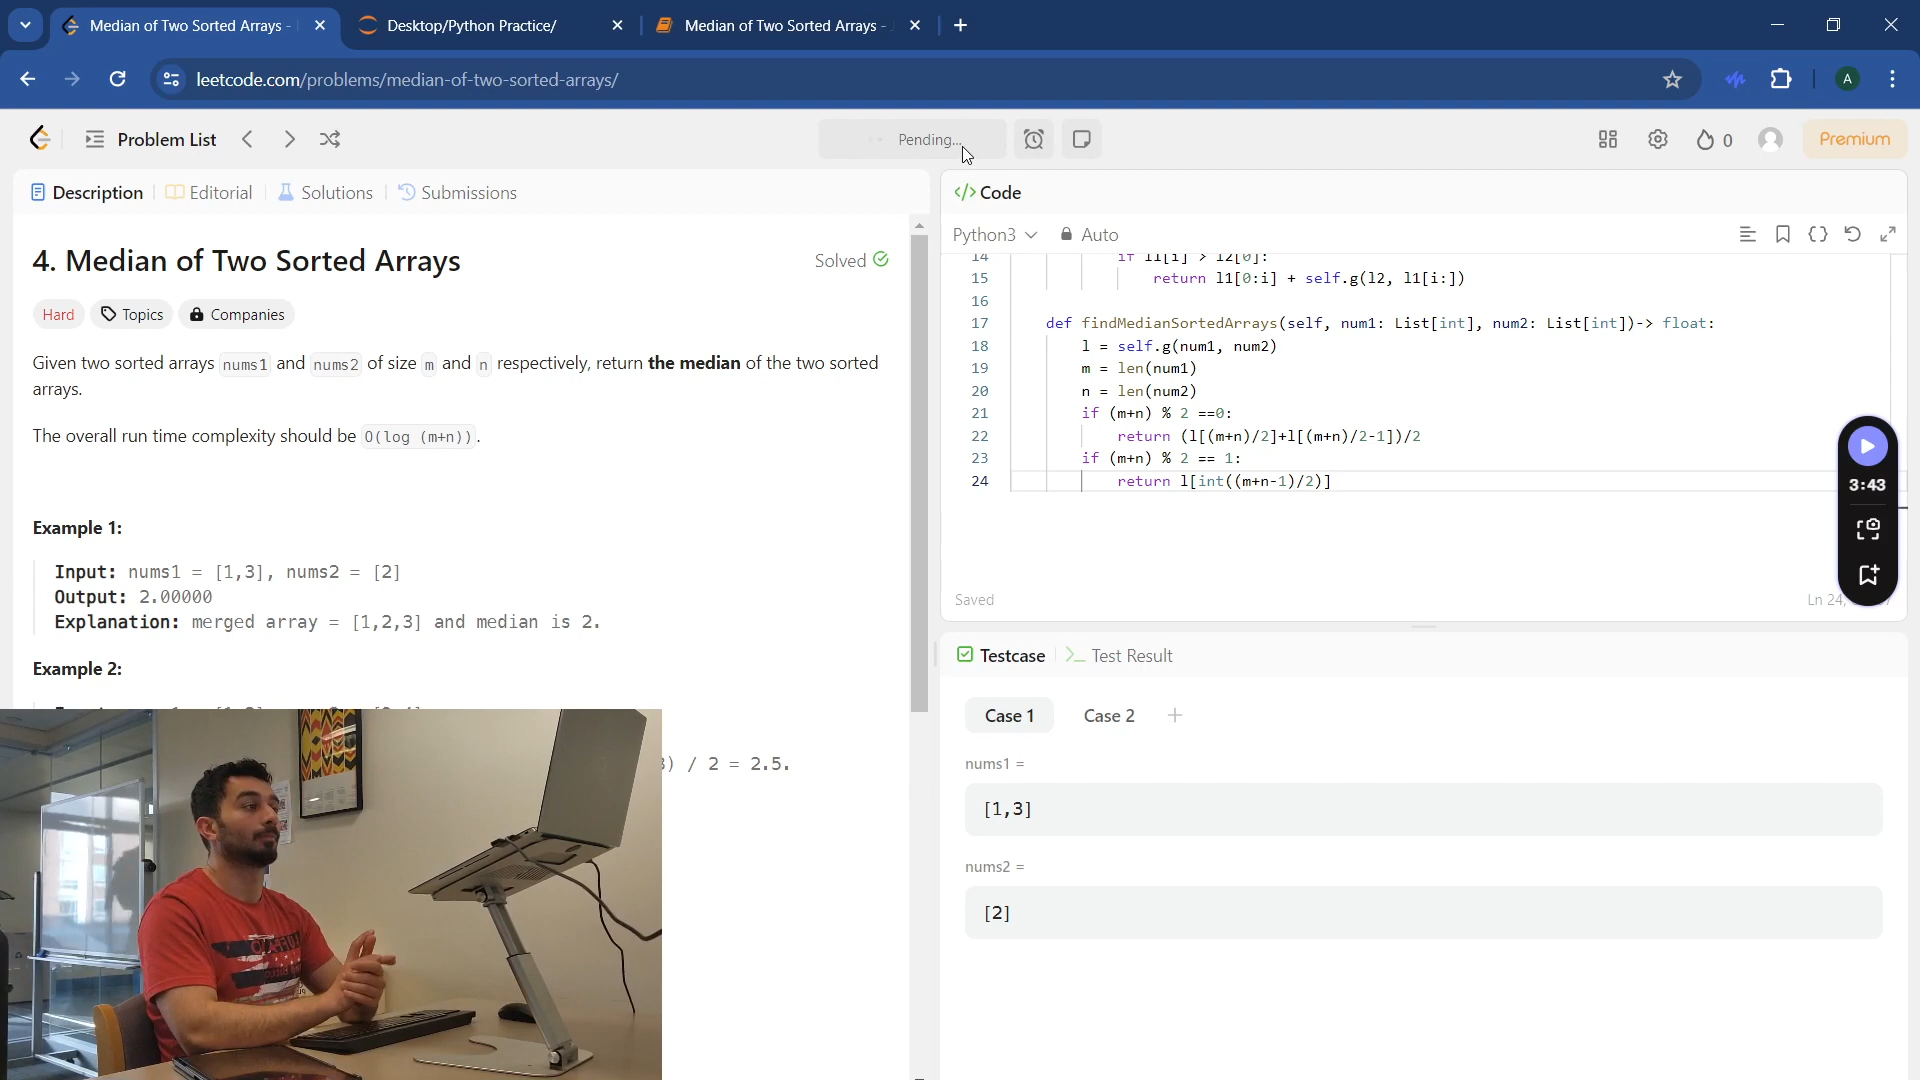 Median of Two Sorted Arrays -
Desktop/Python Practice/
Median of Two Sorted Arrays -
leetcode.com/problems/median-of-two-sorted-arrays/
A
Problem List
Pending...
0
Premium
Description
Editorial
Solutions
Submissions
4. Median of Two Sorted Arrays
Solved
Hard
Topics
Companies
Given two sorted arrays nums1 and nums2 of size m and n respectively, return the median of the two sorted
arrays.
The overall run time complexity should be O(log (m+n)).
Example 1:
Input: nums1 = [1,3], nums2 = [2]
Output: 2.00000
Explanation: merged array = [1,2,3] and median is 2.
Example 2:
) / 2 = 2.5.
</> Code
Python3
Auto
14 if l1[i] > l2[0]:
15 return l1[0:i] + self.g(l2, l1[i:])
16
17 def findMedianSortedArrays(self, num1: List[int], num2: List[int])-> float:
18 l = self.g(num1, num2)
19 m = len(num1)
20 n = len(num2)
21 if (m+n) % 2 ==0:
22 return (l[(m+n)/2]+l[(m+n)/2-1])/2
23 if (m+n) % 2 == 1:
24 return l[int((m+n-1)/2)]
3:43
Saved
Ln 24,
Testcase
Test Result
Case 1
Case 2
nums1 =
[1,3]
nums2 =
[2]